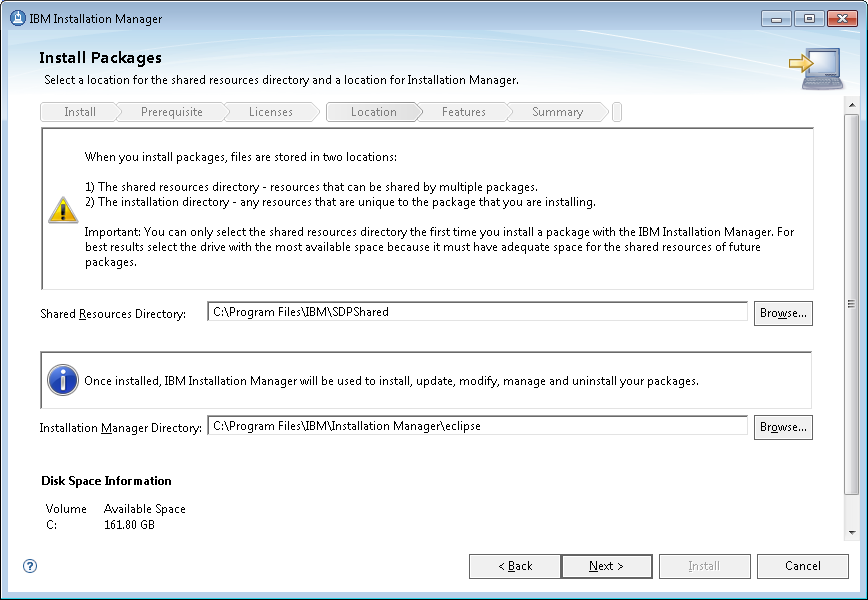 IBM Installation Manager
Install Packages
Select a location for the shared resources directory and a location for Installation Manager.
Install Prerequisite Licenses Location Features Summary
When you install packages, files are stored in two locations:
1) The shared resources directory - resources that can be shared by multiple packages.
2) The installation directory - any resources that are unique to the package that you are installing.
Important: You can only select the shared resources directory the first time you install a package with the IBM Installation Manager. For
best results select the drive with the most available space because it must have adequate space for the shared resources of future
packages.
Shared Resources Directory: C:\Program Files\IBM\SDPShared Browse...
Once installed, IBM Installation Manager will be used to install, update, modify, manage and uninstall your packages.
Installation Manager Directory: C:\Program Files\IBM\Installation Manager\eclipse Browse...
Disk Space Information
Volume Available Space
C: 161.80 GB
? < Back Next > Install Cancel